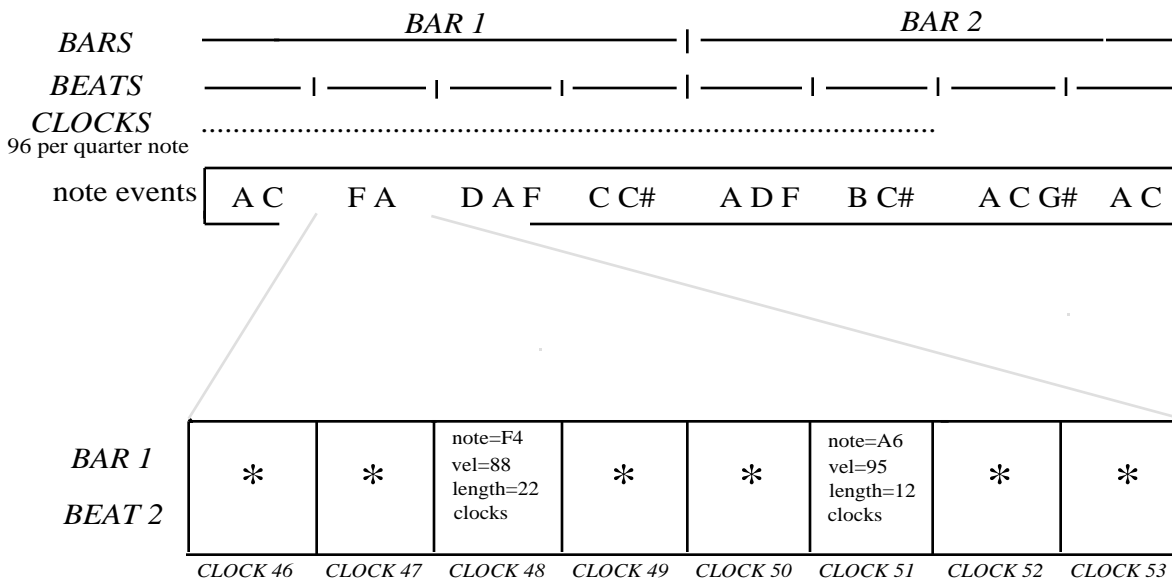 BARS BAR 1 BAR 2
BEATS
CLOCKS
96 per quarter note
note events A C F A D A F C C# A D F B C# A C G# A C
BAR 1
BEAT 2
* * note=F4 vel=88 length=22 clocks * * note=A6 vel=95 length=12 clocks * *
CLOCK 46 CLOCK 47 CLOCK 48 CLOCK 49 CLOCK 50 CLOCK 51 CLOCK 52 CLOCK 53